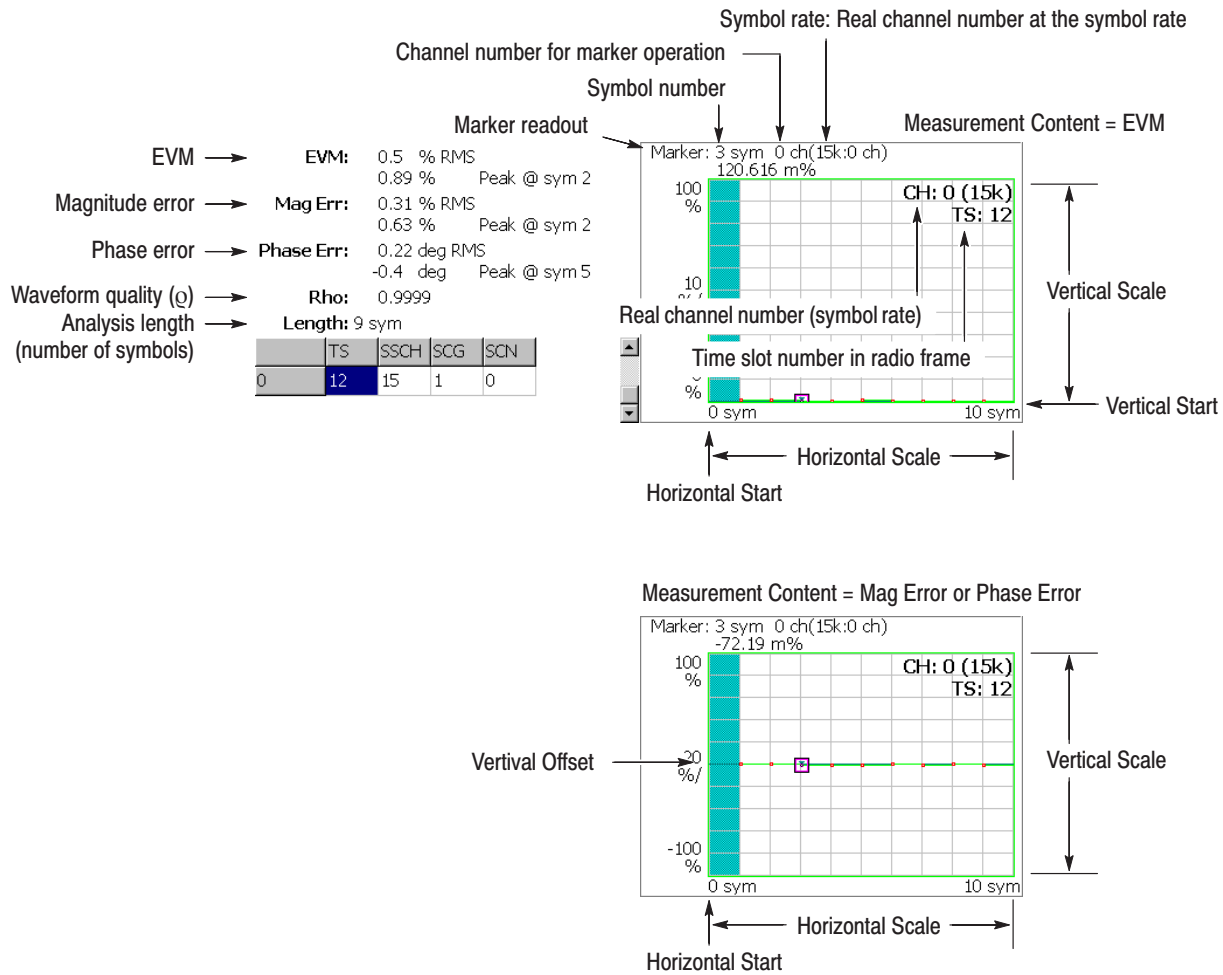 Symbol rate: Real channel number at the symbol rate
Channel number for marker operation
Symbol number
Marker readout
Measurement Content = EVM
EVM
EVM: 0.5 % RMS
0.89 % Peak @ sym 2
Magnitude error
Mag Err: 0.31 % RMS
0.63 % Peak @ sym 2
Phase error
Phase Err: 0.22 deg RMS
-0.4 deg Peak @ sym 5
Waveform quality (ϱ)
Rho: 0.9999
Analysis length
(number of symbols)
Length: 9 sym
TS SSCH SCG SCN
0 12 15 1 0
Marker: 3 sym 0 ch(15k:0 ch)
120.616 m%
100
%
CH: 0 (15k)
TS: 12
10
Real channel number (symbol rate)
Time slot number in radio frame
%
0 sym 10 sym
Vertical Scale
Vertical Start
Horizontal Scale
Horizontal Start
Measurement Content = Mag Error or Phase Error
Marker: 3 sym 0 ch(15k:0 ch)
-72.19 m%
100
%
CH: 0 (15k)
TS: 12
Vertival Offset
20
%/
Vertical Scale
-100
%
0 sym 10 sym
Horizontal Scale
Horizontal Start